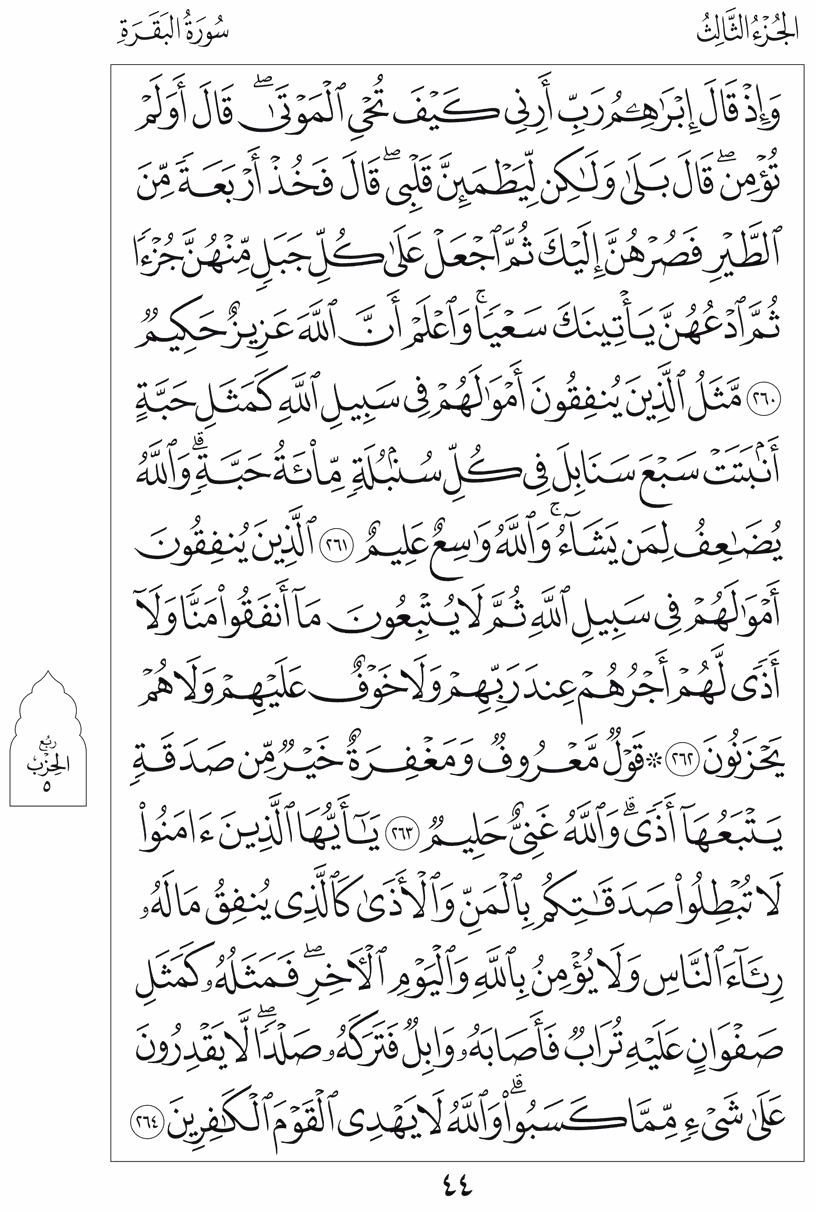 الجُزْءُ الثَّالِثُ
سُورَةُ البَقَرَةِ
وَإِذْ قَالَ إِبْرَٰهِـۧمُ رَبِّ أَرِنِى كَيْفَ تُحْىِ ٱلْمَوْتَىٰ ۖ قَالَ أَوَلَمْ
تُؤْمِن ۖ قَالَ بَلَىٰ وَلَـٰكِن لِّيَطْمَئِنَّ قَلْبِى ۖ قَالَ فَخُذْ أَرْبَعَةً مِّنَ
ٱلطَّيْرِ فَصُرْهُنَّ إِلَيْكَ ثُمَّ ٱجْعَلْ عَلَىٰ كُلِّ جَبَلٍ مِّنْهُنَّ جُزْءًا
ثُمَّ ٱدْعُهُنَّ يَأْتِينَكَ سَعْيًا ۚ وَٱعْلَمْ أَنَّ ٱللَّهَ عَزِيزٌ حَكِيمٌ
٢٦٠ مَّثَلُ ٱلَّذِينَ يُنفِقُونَ أَمْوَٰلَهُمْ فِى سَبِيلِ ٱللَّهِ كَمَثَلِ حَبَّةٍ
أَنۢبَتَتْ سَبْعَ سَنَابِلَ فِى كُلِّ سُنۢبُلَةٍ مِّا۟ئَةُ حَبَّةٍ ۗ وَٱللَّهُ
يُضَـٰعِفُ لِمَن يَشَآءُ ۚ وَٱللَّهُ وَٰسِعٌ عَلِيمٌ ٢٦١ ٱلَّذِينَ يُنفِقُونَ
أَمْوَٰلَهُمْ فِى سَبِيلِ ٱللَّهِ ثُمَّ لَا يُتْبِعُونَ مَآ أَنفَقُوا۟ مَنًّا وَلَآ
أَذًى لَّهُمْ أَجْرُهُمْ عِندَ رَبِّهِمْ وَلَا خَوْفٌ عَلَيْهِمْ وَلَا هُمْ
يَحْزَنُونَ ٢٦٢ ۞ قَوْلٌ مَّعْرُوفٌ وَمَغْفِرَةٌ خَيْرٌ مِّن صَدَقَةٍ
يَتْبَعُهَآ أَذًى ۗ وَٱللَّهُ غَنِىٌّ حَلِيمٌ ٢٦٣ يَـٰٓأَيُّهَا ٱلَّذِينَ ءَامَنُوا۟
لَا تُبْطِلُوا۟ صَدَقَـٰتِكُم بِٱلْمَنِّ وَٱلْأَذَىٰ كَٱلَّذِى يُنفِقُ مَالَهُۥ
رِئَآءَ ٱلنَّاسِ وَلَا يُؤْمِنُ بِٱللَّهِ وَٱلْيَوْمِ ٱلْـَٔاخِرِ ۖ فَمَثَلُهُۥ كَمَثَلِ
صَفْوَانٍ عَلَيْهِ تُرَابٌ فَأَصَابَهُۥ وَابِلٌ فَتَرَكَهُۥ صَلْدًا ۖ لَّا يَقْدِرُونَ
عَلَىٰ شَىْءٍ مِّمَّا كَسَبُوا۟ ۗ وَٱللَّهُ لَا يَهْدِى ٱلْقَوْمَ ٱلْكَـٰفِرِينَ ٢٦٤
ربع
الحزب
٥
٤٤